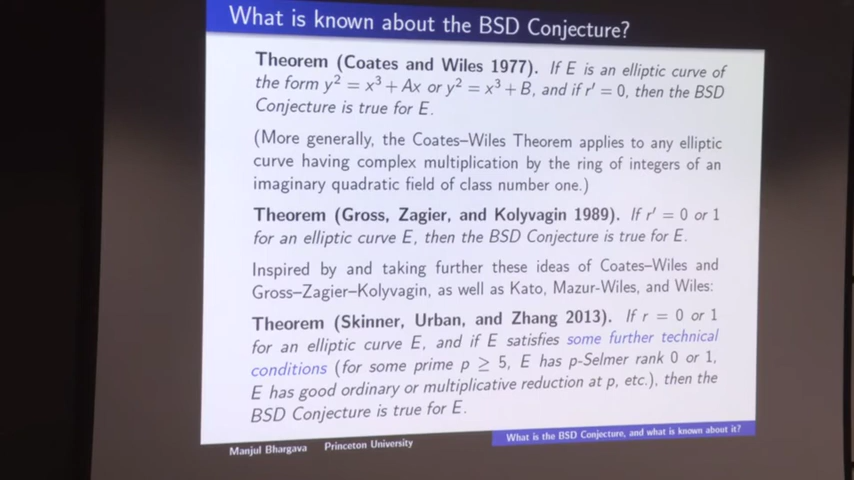 What is known about the BSD Conjecture?
Theorem (Coates and Wiles 1977). If E is an elliptic curve of
the form y² = x³ + Ax or y² = x³ + B, and if r′ = 0, then the BSD
Conjecture is true for E.
(More generally, the Coates–Wiles Theorem applies to any elliptic
curve having complex multiplication by the ring of integers of an
imaginary quadratic field of class number one.)
Theorem (Gross, Zagier, and Kolyvagin 1989). If r′ = 0 or 1
for an elliptic curve E, then the BSD Conjecture is true for E.
Inspired by and taking further these ideas of Coates–Wiles and
Gross–Zagier–Kolyvagin, as well as Kato, Mazur-Wiles, and Wiles:
Theorem (Skinner, Urban, and Zhang 2013). If r = 0 or 1
for an elliptic curve E, and if E satisfies some further technical
conditions (for some prime p ≥ 5, E has p-Selmer rank 0 or 1,
E has good ordinary or multiplicative reduction at p, etc.), then the
BSD Conjecture is true for E.
Manjul Bhargava Princeton University
What is the BSD Conjecture, and what is known about it?